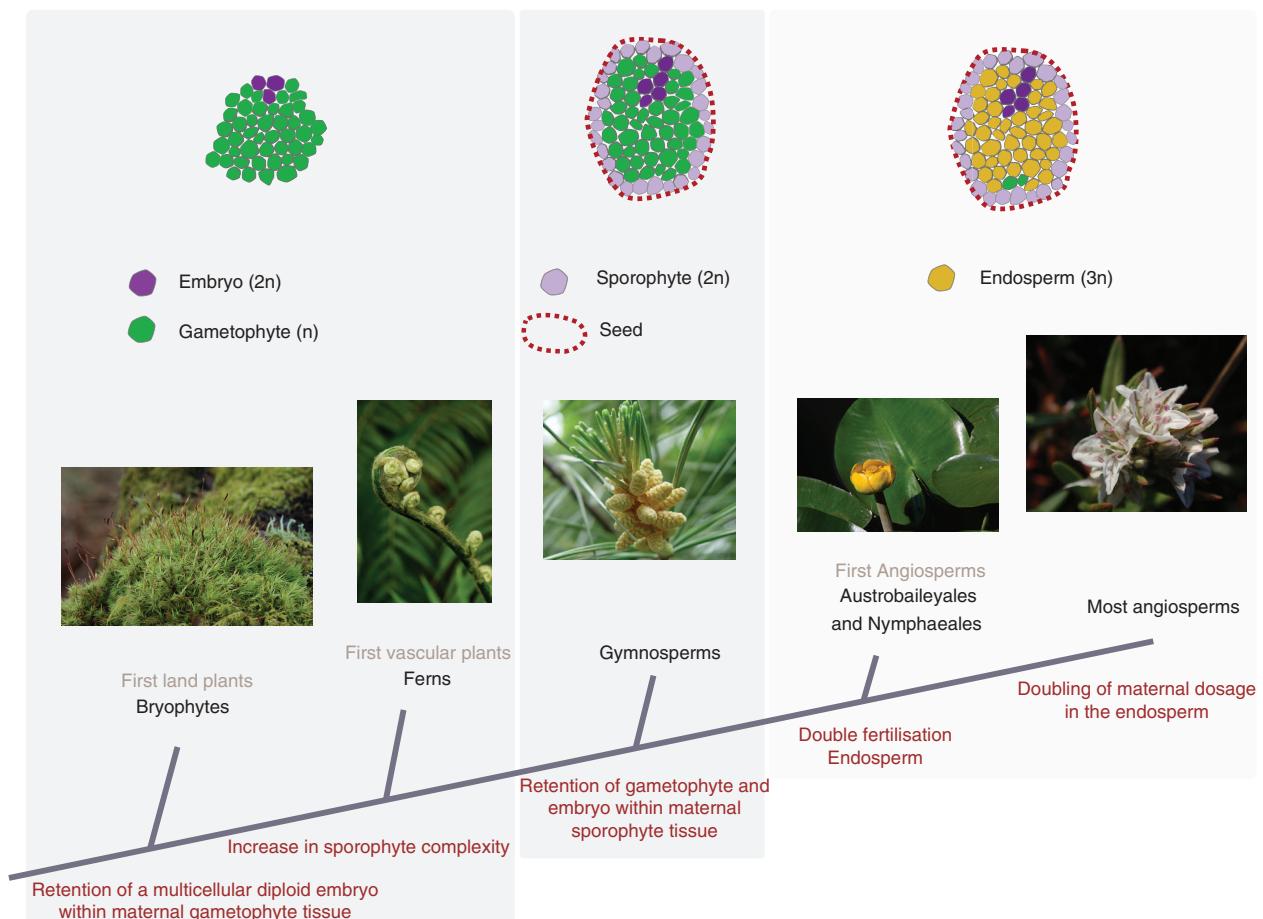 Embryo (2n)
Gametophyte (n)
Sporophyte (2n)
Seed
Endosperm (3n)
First land plants
Bryophytes
First vascular plants
Ferns
Gymnosperms
First Angiosperms
Austrobaileyales
and Nymphaeales
Most angiosperms
Retention of a multicellular diploid embryo
within maternal gametophyte tissue
Increase in sporophyte complexity
Retention of gametophyte and
embryo within maternal
sporophyte tissue
Double fertilisation
Endosperm
Doubling of maternal dosage
in the endosperm